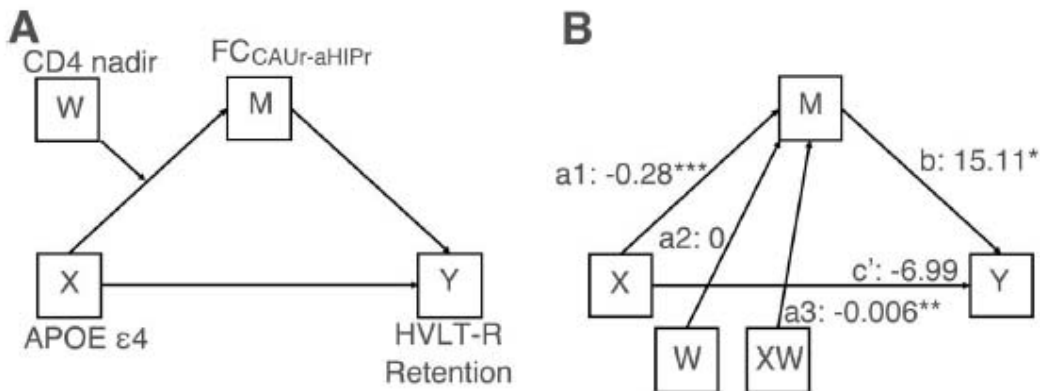 A
CD4 nadir
W
FCCAUr-aHIPr
M
X
APOE ε4
Y
HVLT-R
Retention
B
M
a1: -0.28***
b: 15.11*
a2: 0
X
c': -6.99
Y
a3: -0.006**
W
XW